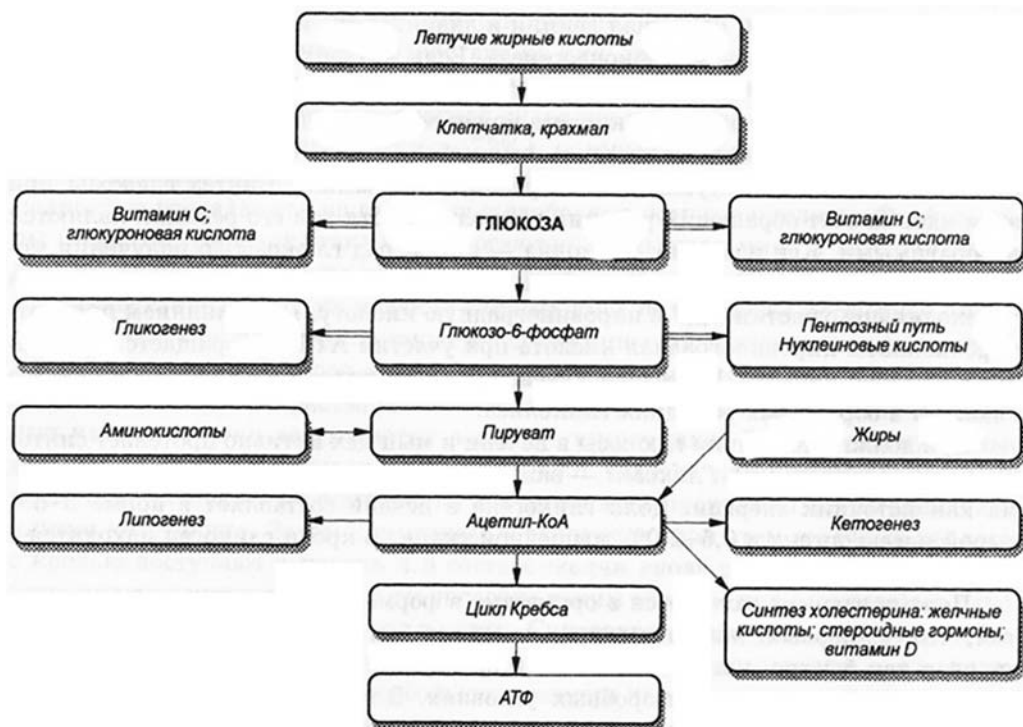 Летучие жирные кислоты
Клетчатка, крахмал
Витамин С;
глюкуроновая кислота
ГЛЮКОЗА
Витамин С;
глюкуроновая кислота
Гликогенез
Глюкозо-6-фосфат
Пентозный путь
Нуклеиновые кислоты
Аминокислоты
Пируват
Жиры
Липогенез
Ацетил-КоА
Кетогенез
Цикл Кребса
Синтез холестерина: желчные
кислоты; стероидные гормоны;
витамин D
АТФ